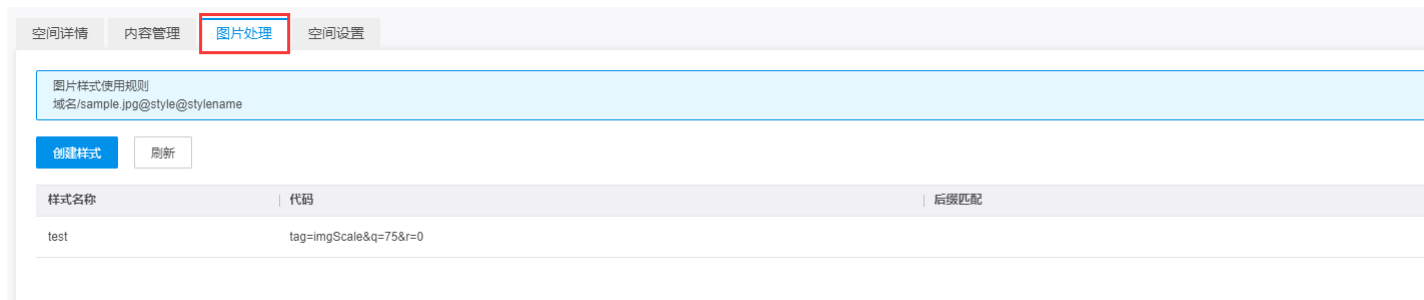 空间详情 内容管理 图片处理 空间设置
图片样式使用规则
域名/sample.jpg@style@stylename
创建样式 刷新
样式名称 代码 后缀匹配
test tag=imgScale&q=75&r=0